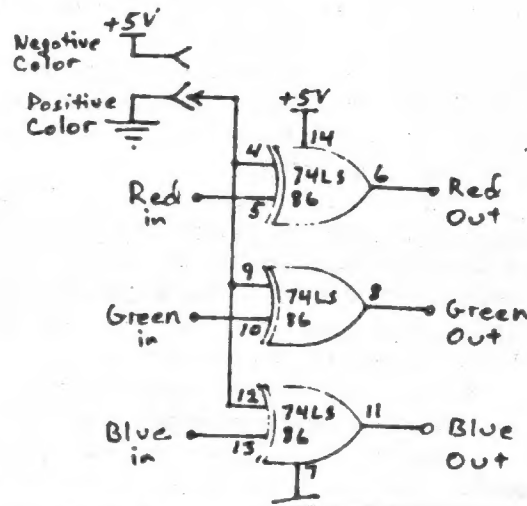 +5V
Negative
Color
Positive
Color
+5V
14
4
74LS
86
6
Red
in
5
Red
Out
9
74LS
86
8
Green
in
10
Green
Out
12
74LS
86
11
Blue
in
13
Blue
Out
7